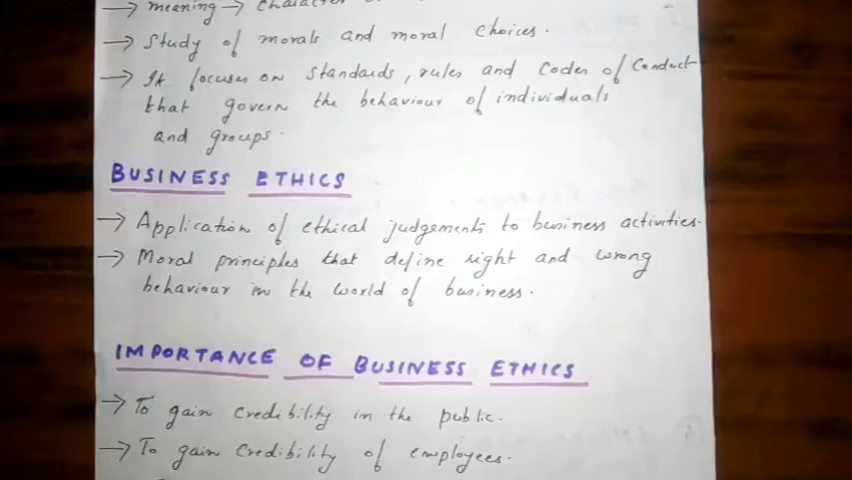 → meaning → Character
→ Study of morals and moral choices.
→ It focuses on standards, rules and codes of Conduct
that govern the behaviour of individuals
and groups.
BUSINESS ETHICS
→ Application of ethical judgements to business activities.
→ Moral principles that define right and wrong
behaviour in the world of business.
IMPORTANCE OF BUSINESS ETHICS
→ To gain credibility in the public.
→ To gain credibility of employees.